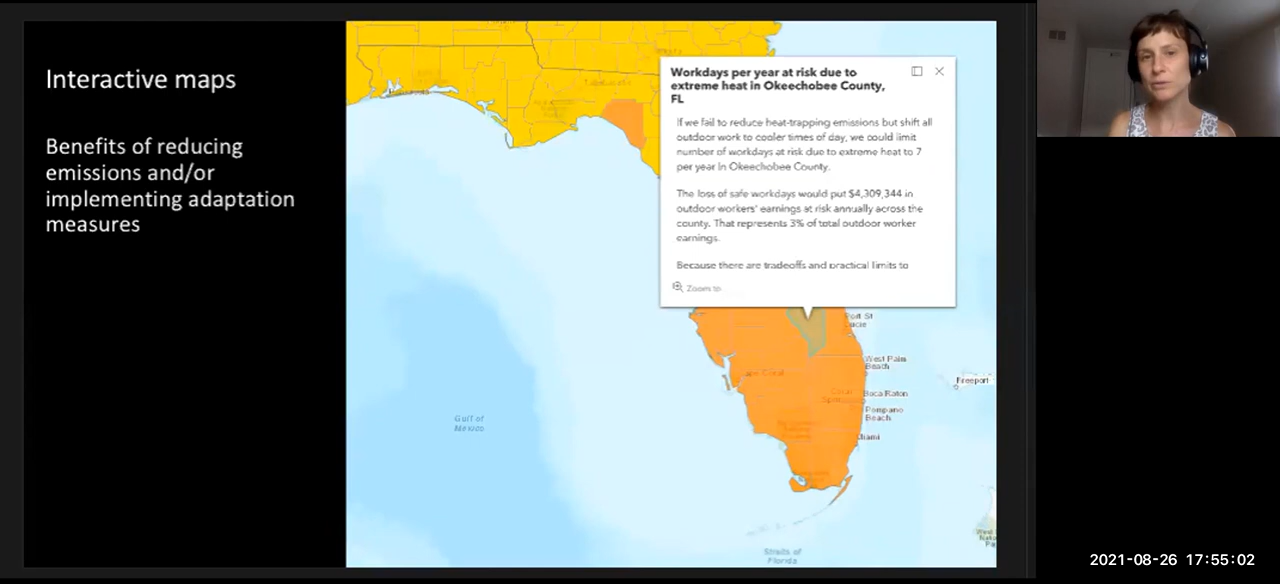 Interactive maps
Benefits of reducing
emissions and/or
implementing adaptation
measures
Workdays per year at risk due to
extreme heat in Okeechobee County,
FL
If we fail to reduce heat-trapping emissions but shift all
outdoor work to cooler times of day, we could limit
number of workdays at risk due to extreme heat to 7
per year in Okeechobee County.
The loss of safe workdays would put $4,309,344 in
outdoor workers' earnings at risk annually across the
county. That represents 3% of total outdoor worker
earnings.
Because there are tradeoffs and practical limits to
Zoom to
Port St
Lucie
West Palm
Beach
Freeport
Boca Raton
Pompano
Beach
Gulf of
Mexico
Straits of
Florida
2021-08-26 17:55:02